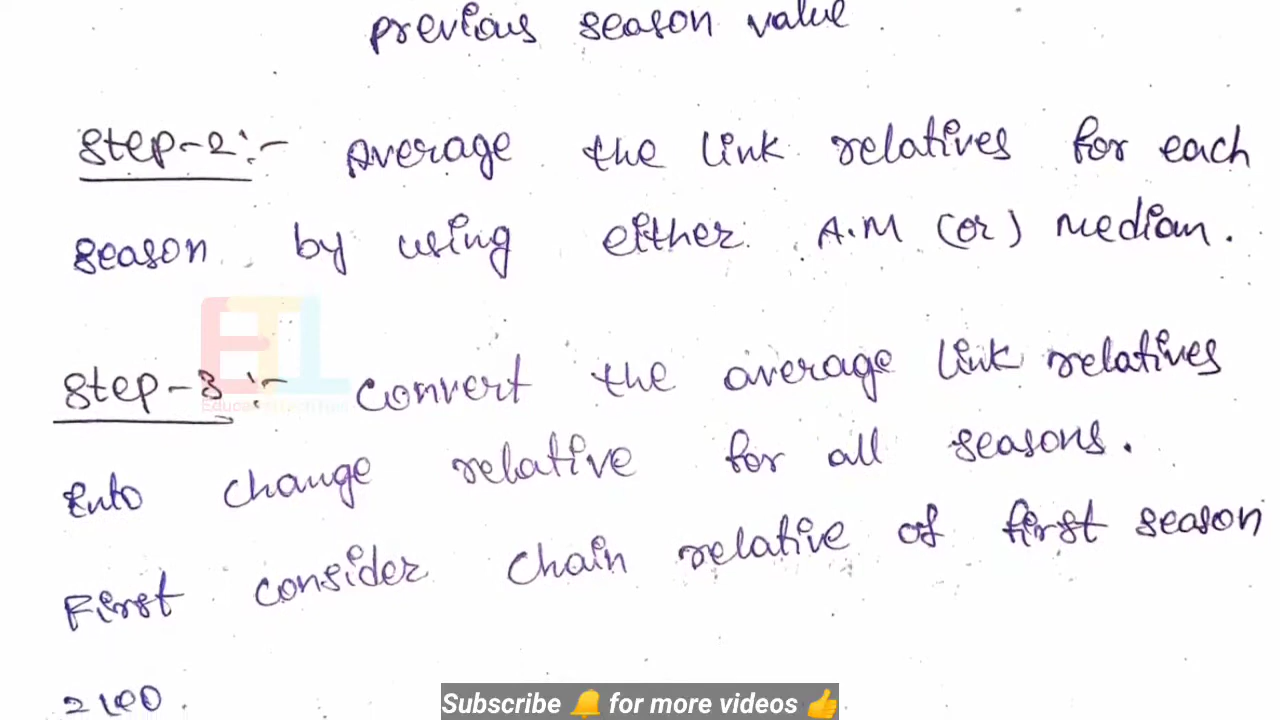 previous season value.
Step-2:- Average the link relatives for each
season by using either A.M (or) median.
Step-3:- Convert the average link relatives
into change relative for all seasons.
First consider chain relative of first season
=100.
Subscribe 🔔 for more videos 👍